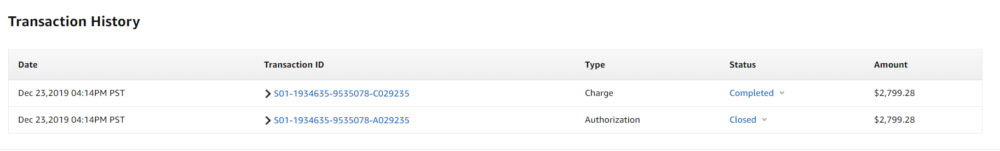 Transaction History
Date Transaction ID Type Status Amount
Dec 23,2019 04:14PM PST S01-1934635-9535078-C029235 Charge Completed $2,799.28
Dec 23,2019 04:14PM PST S01-1934635-9535078-A029235 Authorization Closed $2,799.28